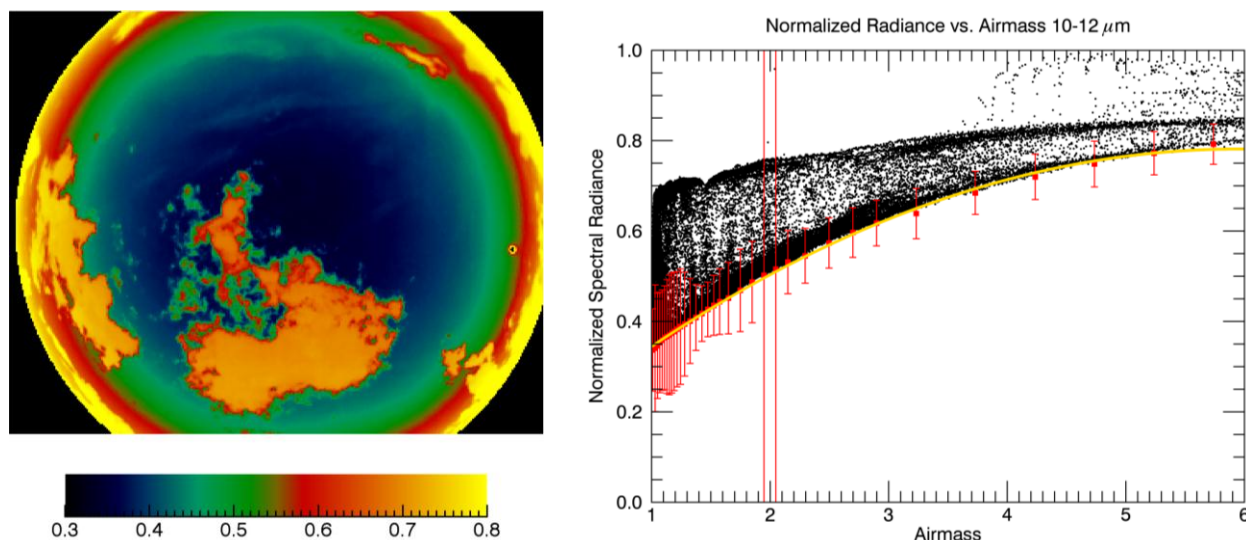 0.3 0.4 0.5 0.6 0.7 0.8
Normalized Radiance vs. Airmass 10-12 μm
Normalized Spectral Radiance
1.0
0.8
0.6
0.4
0.2
0.0
1 2 3 4 5 6
Airmass